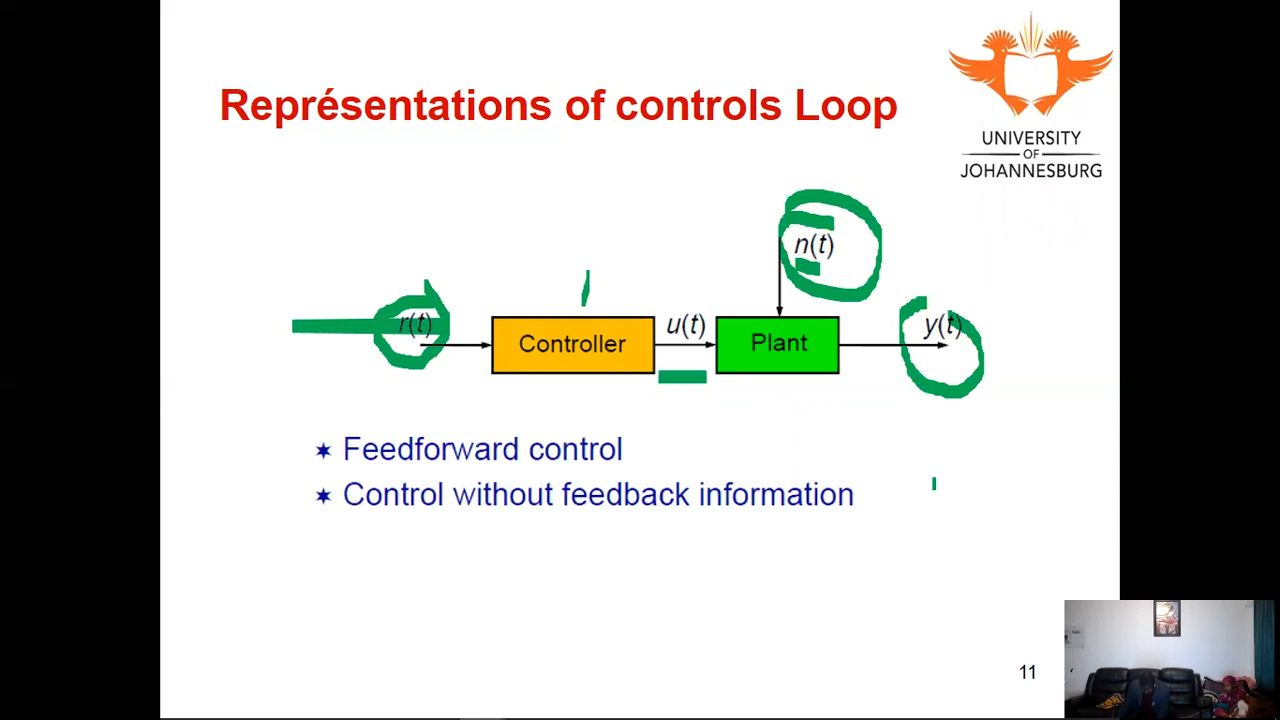 Représentations of controls Loop
UNIVERSITY
OF
JOHANNESBURG
n(t)
r(t)
Controller
u(t)
Plant
y(t)
✶ Feedforward control
✶ Control without feedback information
11